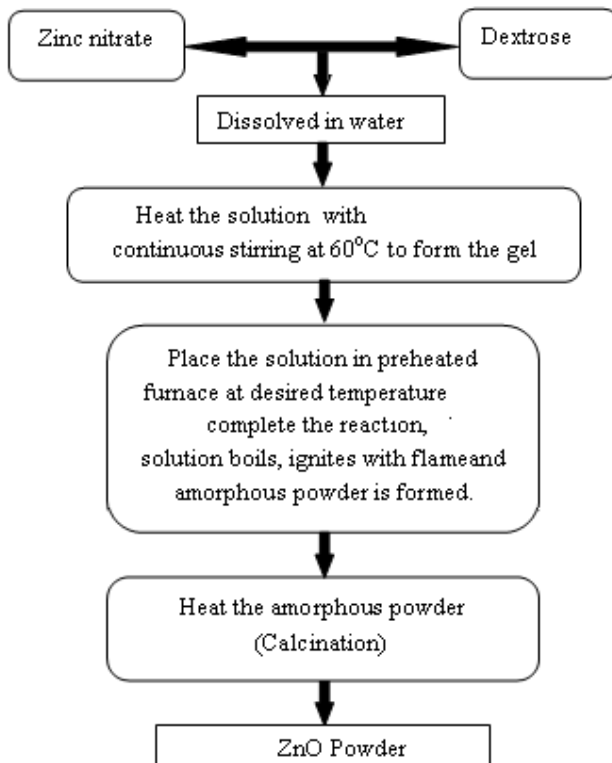 Zinc nitrate
Dextrose
Dissolved in water
Heat the solution with
continuous stirring at 60°C to form the gel
Place the solution in preheated
furnace at desired temperature
complete the reaction,
solution boils, ignites with flameand
amorphous powder is formed.
Heat the amorphous powder
(Calcination)
ZnO Powder